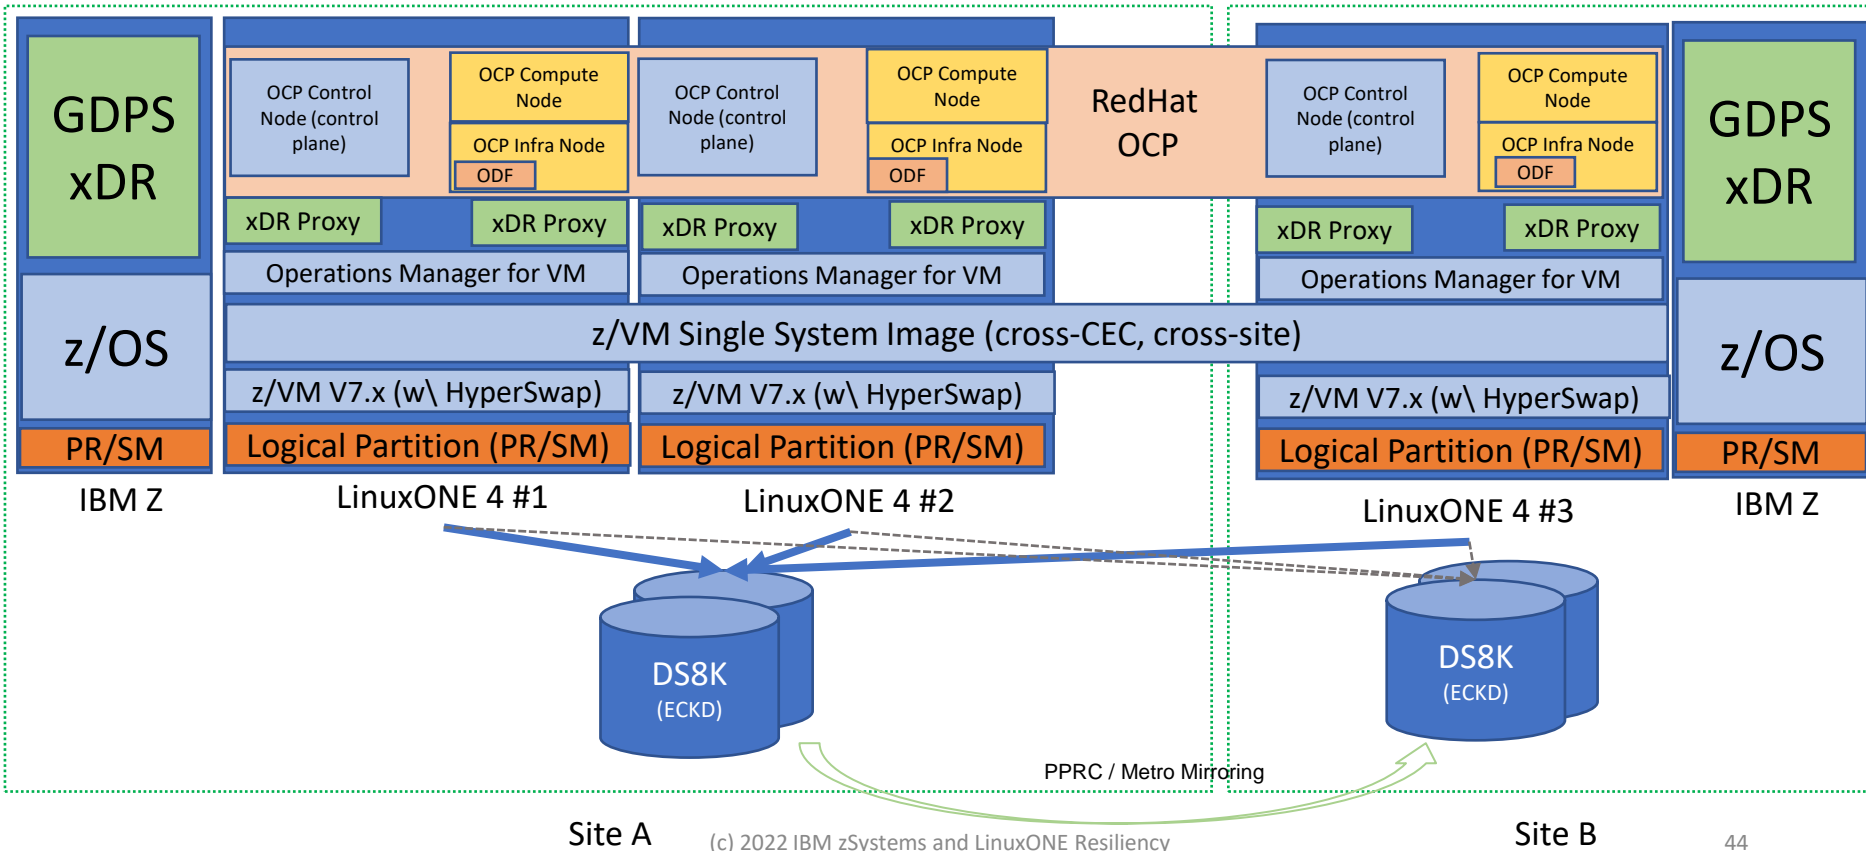 GDPS
xDR
z/OS
PR/SM
IBM Z
OCP Control
Node (control
plane)
OCP Compute
Node
OCP Infra Node
ODF
xDR Proxy
xDR Proxy
Operations Manager for VM
z/VM V7.x (w\ HyperSwap)
Logical Partition (PR/SM)
LinuxONE 4 #1
OCP Control
Node (control
plane)
OCP Compute
Node
OCP Infra Node
ODF
xDR Proxy
xDR Proxy
Operations Manager for VM
z/VM V7.x (w\ HyperSwap)
Logical Partition (PR/SM)
LinuxONE 4 #2
RedHat
OCP
z/VM Single System Image (cross-CEC, cross-site)
OCP Control
Node (control
plane)
OCP Compute
Node
OCP Infra Node
ODF
xDR Proxy
xDR Proxy
Operations Manager for VM
z/VM V7.x (w\ HyperSwap)
Logical Partition (PR/SM)
LinuxONE 4 #3
GDPS
xDR
z/OS
PR/SM
IBM Z
DS8K
(ECKD)
DS8K
(ECKD)
PPRC / Metro Mirroring
Site A
(c) 2022 IBM zSystems and LinuxONE Resiliency
Site B
44